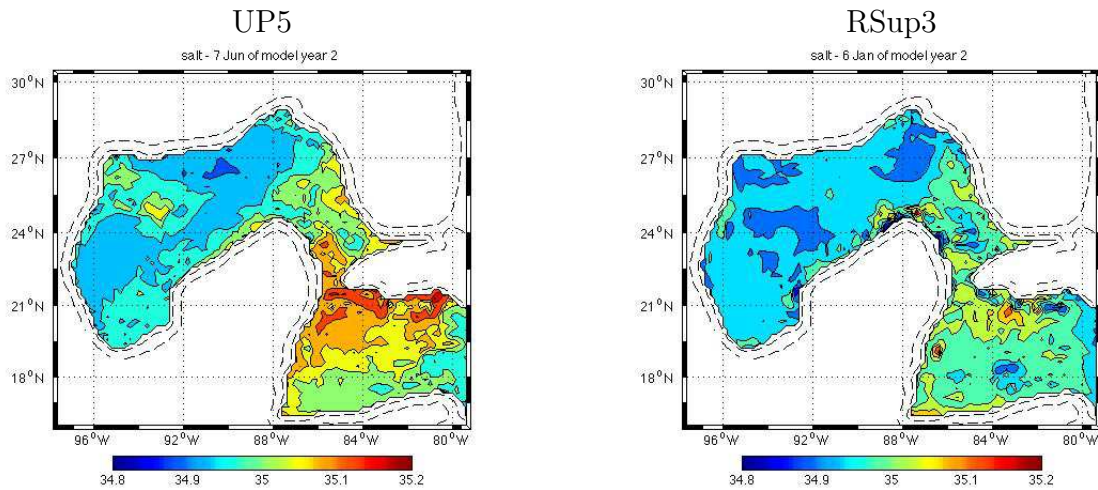 UP5
RSup3
salt - 7 Jun of model year 2
salt - 6 Jan of model year 2
30°N
27°N
24°N
21°N
18°N
96°W 92°W 88°W 84°W 80°W
34.8 34.9 35 35.1 35.2
30°N
27°N
24°N
21°N
18°N
96°W 92°W 88°W 84°W 80°W
34.8 34.9 35 35.1 35.2